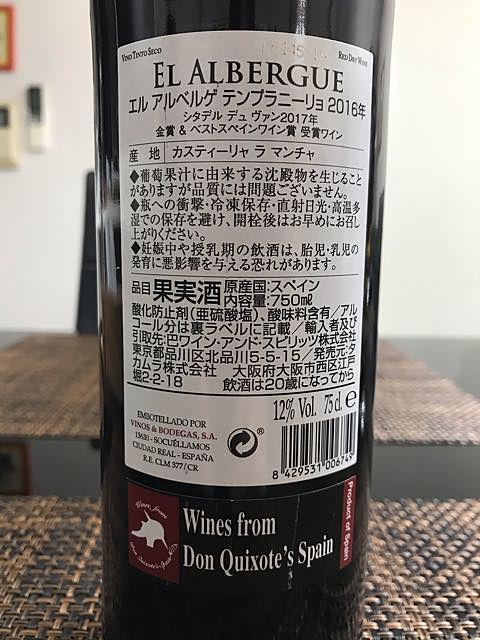 VINO TINTO SECO
RED DRY WINE
EL ALBERGUE
エル アルベルゲ テンプラニーリョ 2016年
シタデル デュ ヴァン2017年
金賞 & ベストスペインワイン賞 受賞ワイン
産 地 カスティーリャ ラ マンチャ
◆葡萄果汁に由来する沈殿物を生じること
がありますが品質には問題ございません。
◆瓶への衝撃・冷凍保存・直射日光・高温多
湿での保存を避け、開栓後はお早めにお召し
上がりください。
◆妊娠中や授乳期の飲酒は、胎児・乳児の
発育に悪影響を与える恐れがあります。
品目 果実酒 原産国:スペイン
内容量:750mℓ
酸化防止剤(亜硫酸塩)、酸味料含有/アル
コール分は裏ラベルに記載/輸入者及び
引取先:巴ワイン・アンド・スピリッツ株式会社
東京都品川区北品川5-5-15/発売元:タ
カムラ株式会社 大阪府大阪市西区江戸
堀2-2-18 飲酒は20歳になってから
12% Vol. 75 cl. e
EMBOTELLADO POR
VINOS & BODEGAS, S.A.
13630 - SOCUÉLLAMOS
CIUDAD REAL - ESPAÑA
R.E. CLM 377/CR
8 429531 006749
Wines from
Don Quixote's Spain
Product of Spain